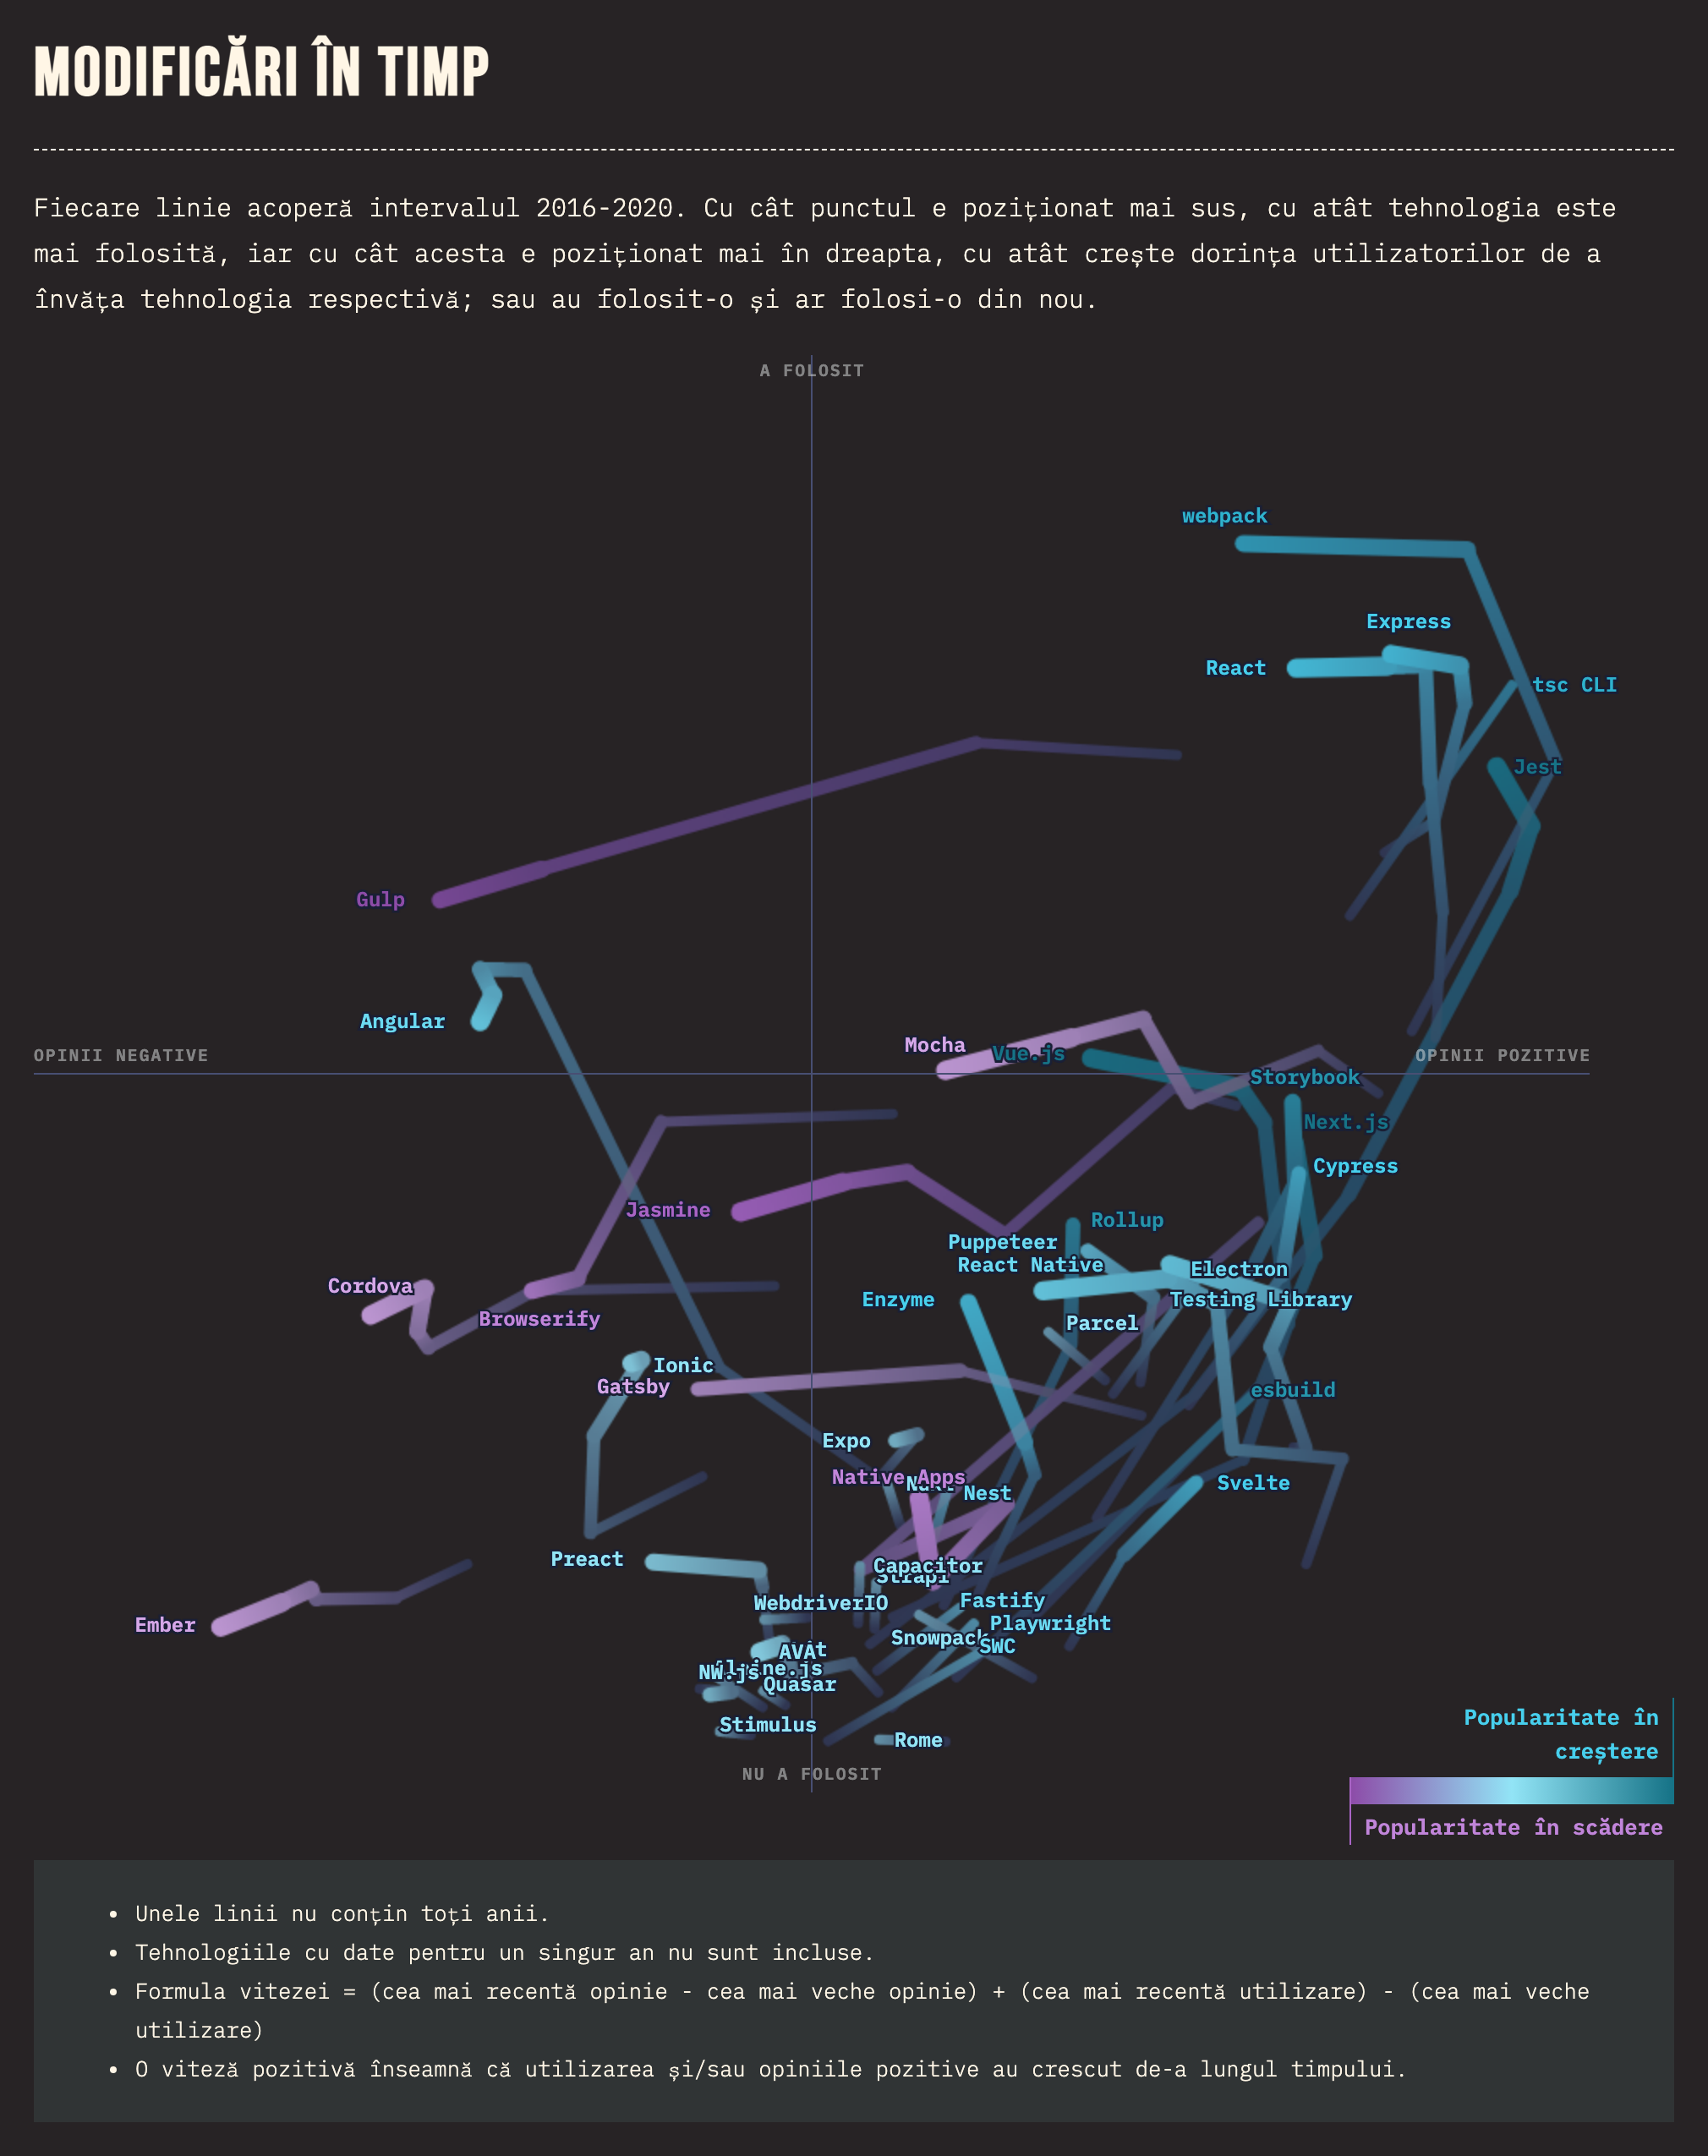 MODIFICĂRI ÎN TIMP
Fiecare linie acoperă intervalul 2016-2020. Cu cât punctul e poziționat mai sus, cu atât tehnologia este
mai folosită, iar cu cât acesta e poziționat mai în dreapta, cu atât crește dorința utilizatorilor de a
învăța tehnologia respectivă; sau au folosit-o și ar folosi-o din nou.
A FOLOSIT
webpack
Express
React
tsc CLI
Jest
Gulp
Angular
Mocha
Vue.js
OPINII NEGATIVE
OPINII POZITIVE
Storybook
Next.js
Cypress
Jasmine
Rollup
Puppeteer
React Native
Electron
Cordova
Enzyme
Testing Library
Browserify
Parcel
Ionic
Gatsby
esbuild
Expo
Native Apps
Svelte
Nest
Preact
Capacitor
Strapi
Fastify
WebdriverIO
Playwright
Ember
Snowpack
SWC
AVA
Alpine.js
NW.js
Quasar
Stimulus
Rome
NU A FOLOSIT
Popularitate în
creștere
Popularitate în scădere
• Unele linii nu conțin toți anii.
• Tehnologiile cu date pentru un singur an nu sunt incluse.
• Formula vitezei = (cea mai recentă opinie - cea mai veche opinie) + (cea mai recentă utilizare) - (cea mai veche
utilizare)
• O viteză pozitivă înseamnă că utilizarea și/sau opiniile pozitive au crescut de-a lungul timpului.